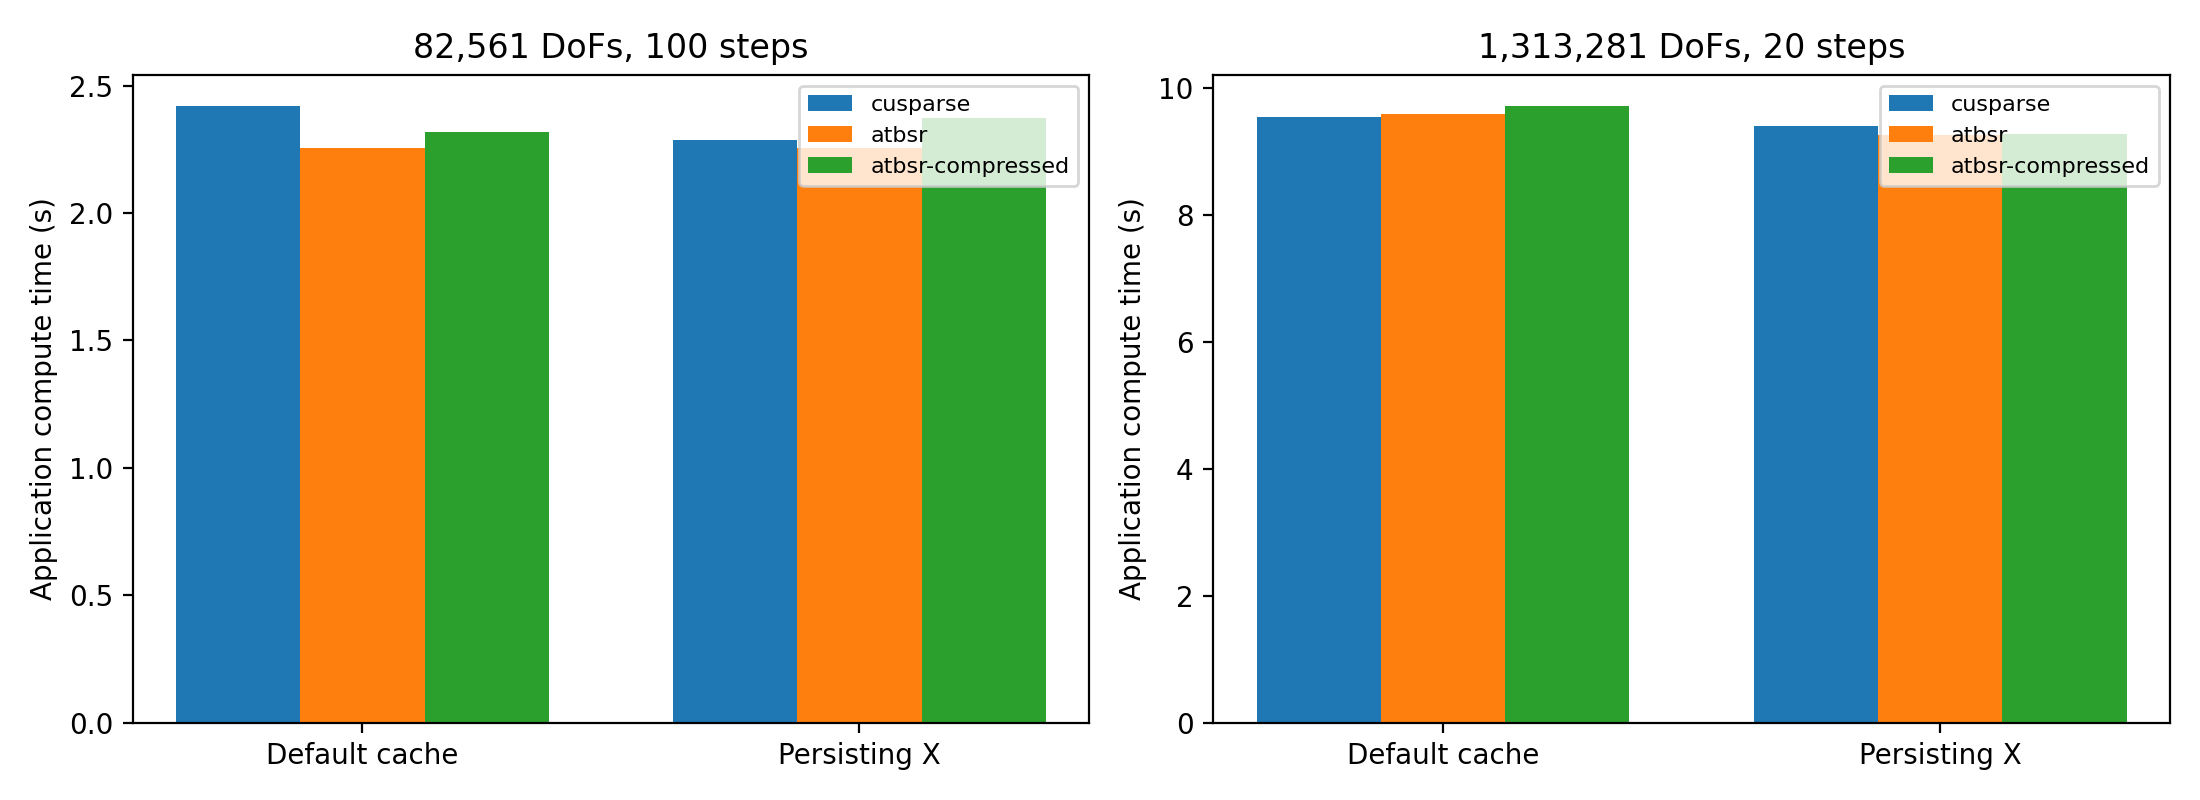 82,561 DoFs, 100 steps
Application compute time (s)
2.5
2.0
1.5
1.0
0.5
0.0
cusparse
atbsr
atbsr-compressed
Default cache
Persisting X
1,313,281 DoFs, 20 steps
Application compute time (s)
10
8
6
4
2
0
cusparse
atbsr
atbsr-compressed
Default cache
Persisting X